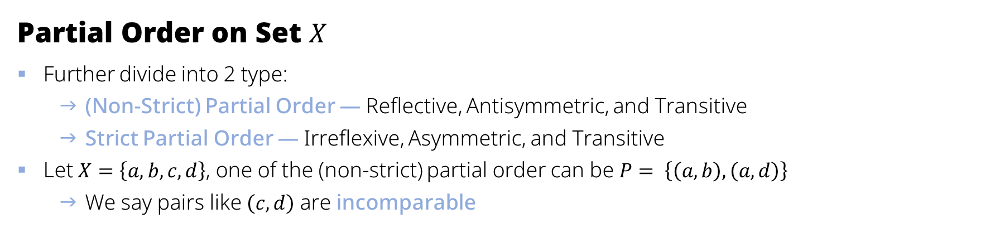 Partial Order on Set X
▪ Further divide into 2 type:
→ (Non-Strict) Partial Order — Reflective, Antisymmetric, and Transitive
→ Strict Partial Order — Irreflexive, Asymmetric, and Transitive
▪ Let X = {a, b, c, d}, one of the (non-strict) partial order can be P = {(a, b), (a, d)}
→ We say pairs like (c, d) are incomparable